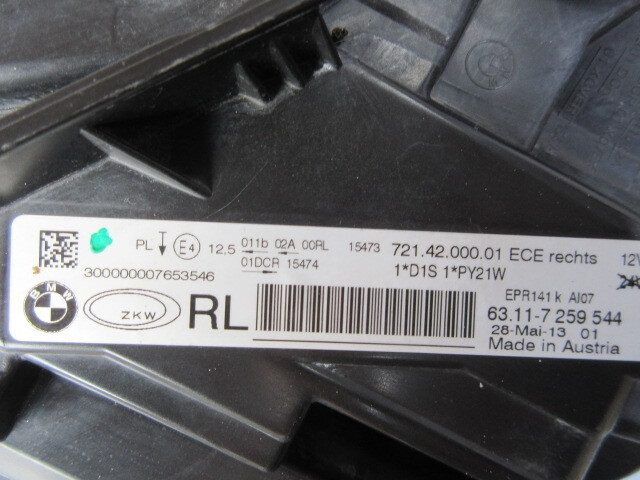 PL E4 12,5 011b 02A 00RL 15473 721.42.000.01 ECE rechts 12V
01DCR 15474 1*D1S 1*PY21W
300000007653546
EPR141 k AI07
BMW ZKW RL 63.11-7 259 544
28-Mai-13 01
Made in Austria